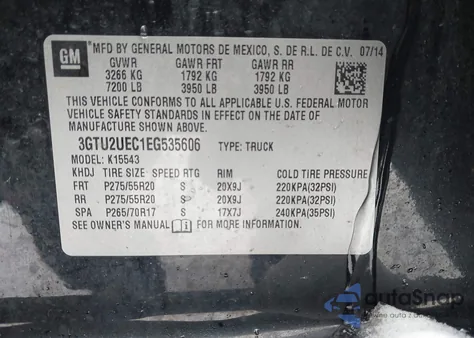 GM
MFD BY GENERAL MOTORS DE MEXICO, S. DE R.L. DE C.V. 07/14
GVWR GAWR FRT GAWR RR
3266 KG 1792 KG 1792 KG
7200 LB 3950 LB 3950 LB
THIS VEHICLE CONFORMS TO ALL APPLICABLE U.S. FEDERAL MOTOR
VEHICLE SAFETY STANDARDS IN EFFECT ON THE DATE OF
MANUFACTURE SHOWN ABOVE.
3GTU2UEC1EG535606 TYPE: TRUCK
MODEL: K15543
KHDJ TIRE SIZE SPEED RTG RIM COLD TIRE PRESSURE
FRT P275/55R20 S 20X9J 220KPA(32PSI)
RR P275/55R20 S 20X9J 220KPA(32PSI)
SPA P265/70R17 S 17X7J 240KPA(35PSI)
SEE OWNER'S MANUAL FOR MORE INFORMATION.
autoSnap
auta z USA